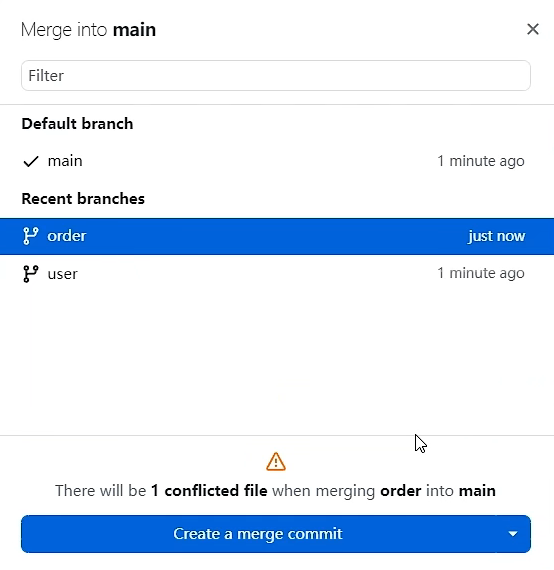 Merge into main
Filter
Default branch
main 1 minute ago
Recent branches
order just now
user 1 minute ago
There will be 1 conflicted file when merging order into main
Create a merge commit